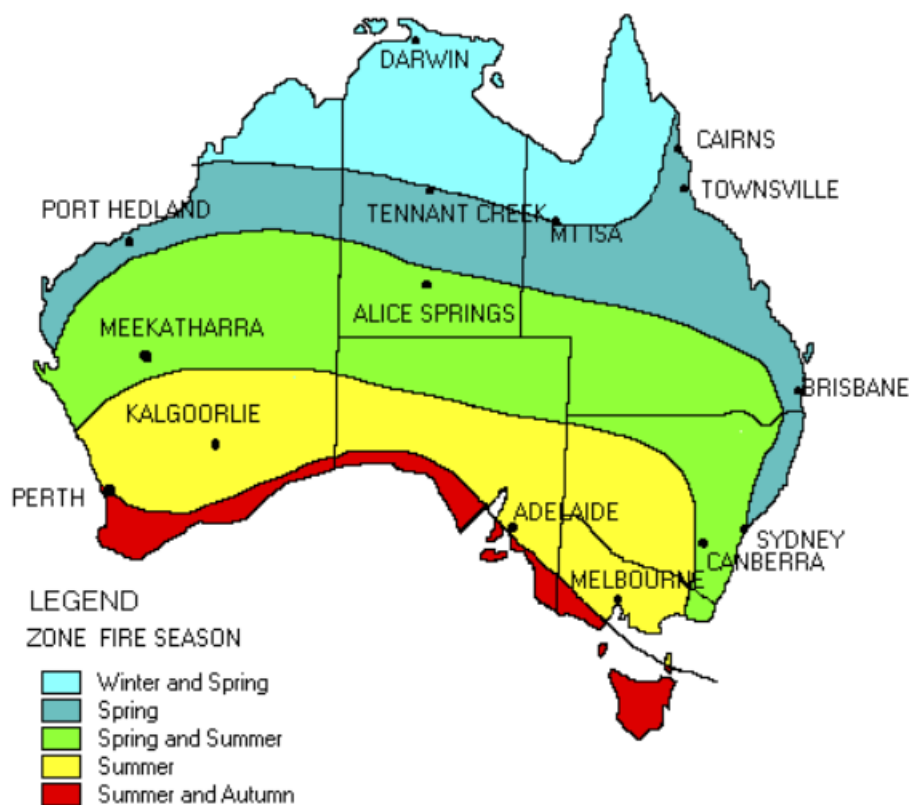 DARWIN
CAIRNS
TOWNSVILLE
PORT HEDLAND
TENNANT CREEK
MT ISA
ALICE SPRINGS
MEEKATHARRA
BRISBANE
KALGOORLIE
PERTH
ADELAIDE
SYDNEY
CANBERRA
MELBOURNE
LEGEND
ZONE FIRE SEASON
Winter and Spring
Spring
Spring and Summer
Summer
Summer and Autumn